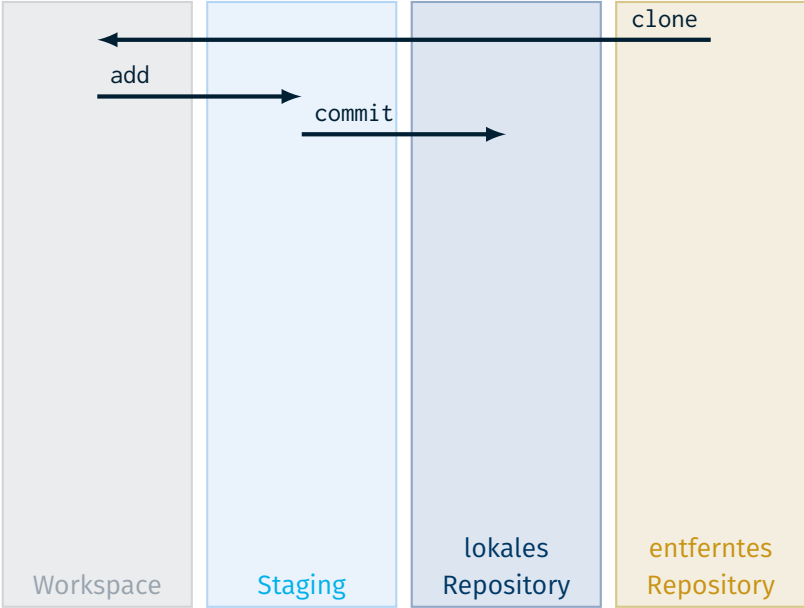 clone
add
commit
Workspace
Staging
lokales
Repository
entferntes
Repository